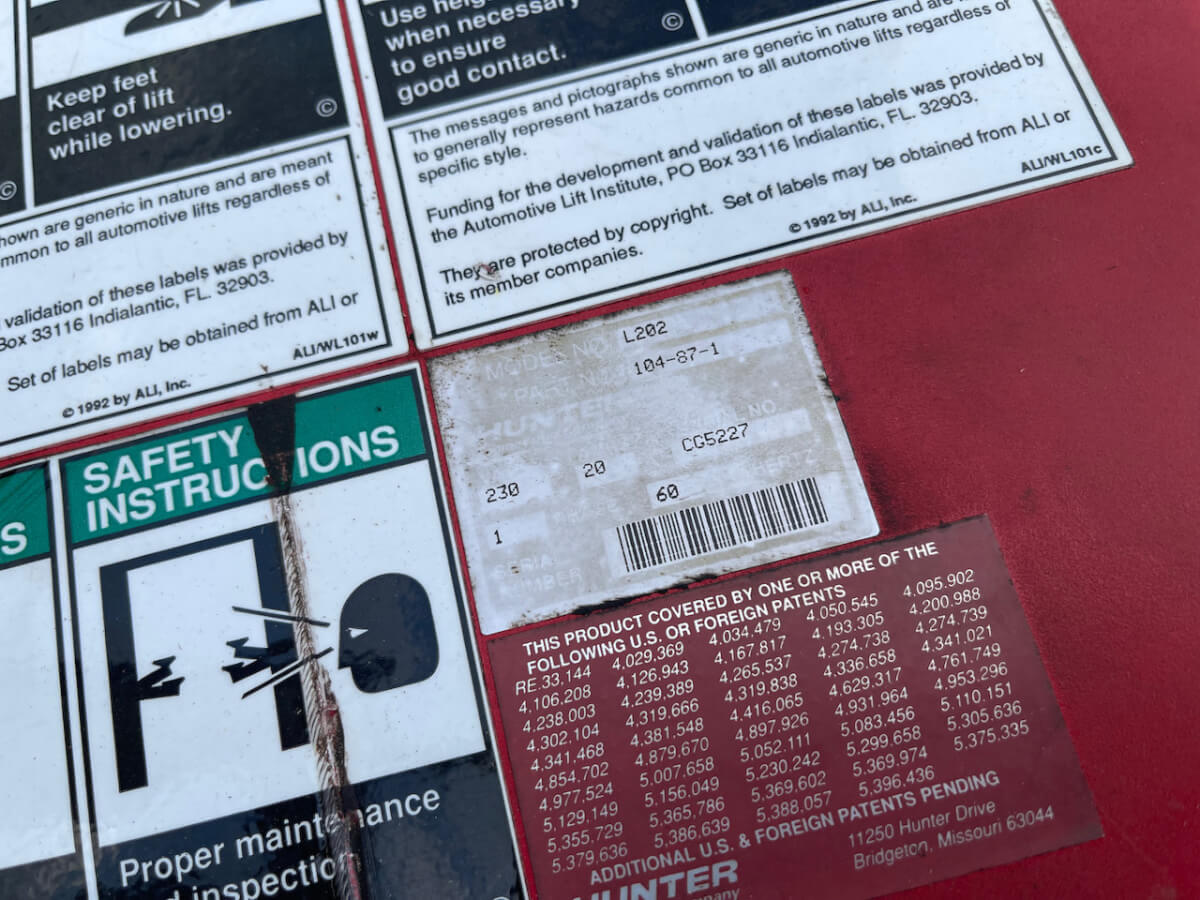 Keep feet
clear of lift
while lowering.
©
©
hown are generic in nature and are meant
mmon to all automotive lifts regardless of
validation of these labels was provided by
Box 33116 Indialantic, FL. 32903.
Set of labels may be obtained from ALI or
ALI/WL101w
© 1992 by ALI, Inc.
Use
when necessary
to ensure
good contact.
©
The messages and pictographs shown are generic in nature and are
to generally represent hazards common to all automotive lifts regardless of
specific style.
Funding for the development and validation of these labels was provided by
the Automotive Lift Institute, PO Box 33116 Indialantic, FL. 32903.
They are protected by copyright. Set of labels may be obtained from ALI or
its member companies.
© 1992 by ALI, Inc.
ALI/WL101c
MODEL NO. L202
PART NO. 104-87-1
HUNTER
SERIAL NO
230 20 CG5227
HERTZ
1 60
SERIAL
NUMBER
S
SAFETY
INSTRUCTIONS
Proper maintenance
d inspection
THIS PRODUCT COVERED BY ONE OR MORE OF THE
FOLLOWING U.S. OR FOREIGN PATENTS
RE.33,144 4,029,369 4,034,479 4,050,545 4,095,902
4,106,208 4,126,943 4,167,817 4,193,305 4,200,988
4,238,003 4,239,389 4,265,537 4,274,738 4,274,739
4,302,104 4,319,666 4,319,838 4,336,658 4,341,021
4,341,468 4,381,548 4,416,065 4,629,317 4,761,749
4,854,702 4,879,670 4,897,926 4,931,964 4,953,296
4,977,524 5,007,658 5,052,111 5,083,456 5,110,151
5,129,149 5,156,049 5,230,242 5,299,658 5,305,636
5,355,729 5,365,786 5,369,602 5,369,974 5,375,335
5,379,636 5,386,639 5,388,057 5,396,436
ADDITIONAL U.S. & FOREIGN PATENTS PENDING
HUNTER
11250 Hunter Drive
Bridgeton, Missouri 63044